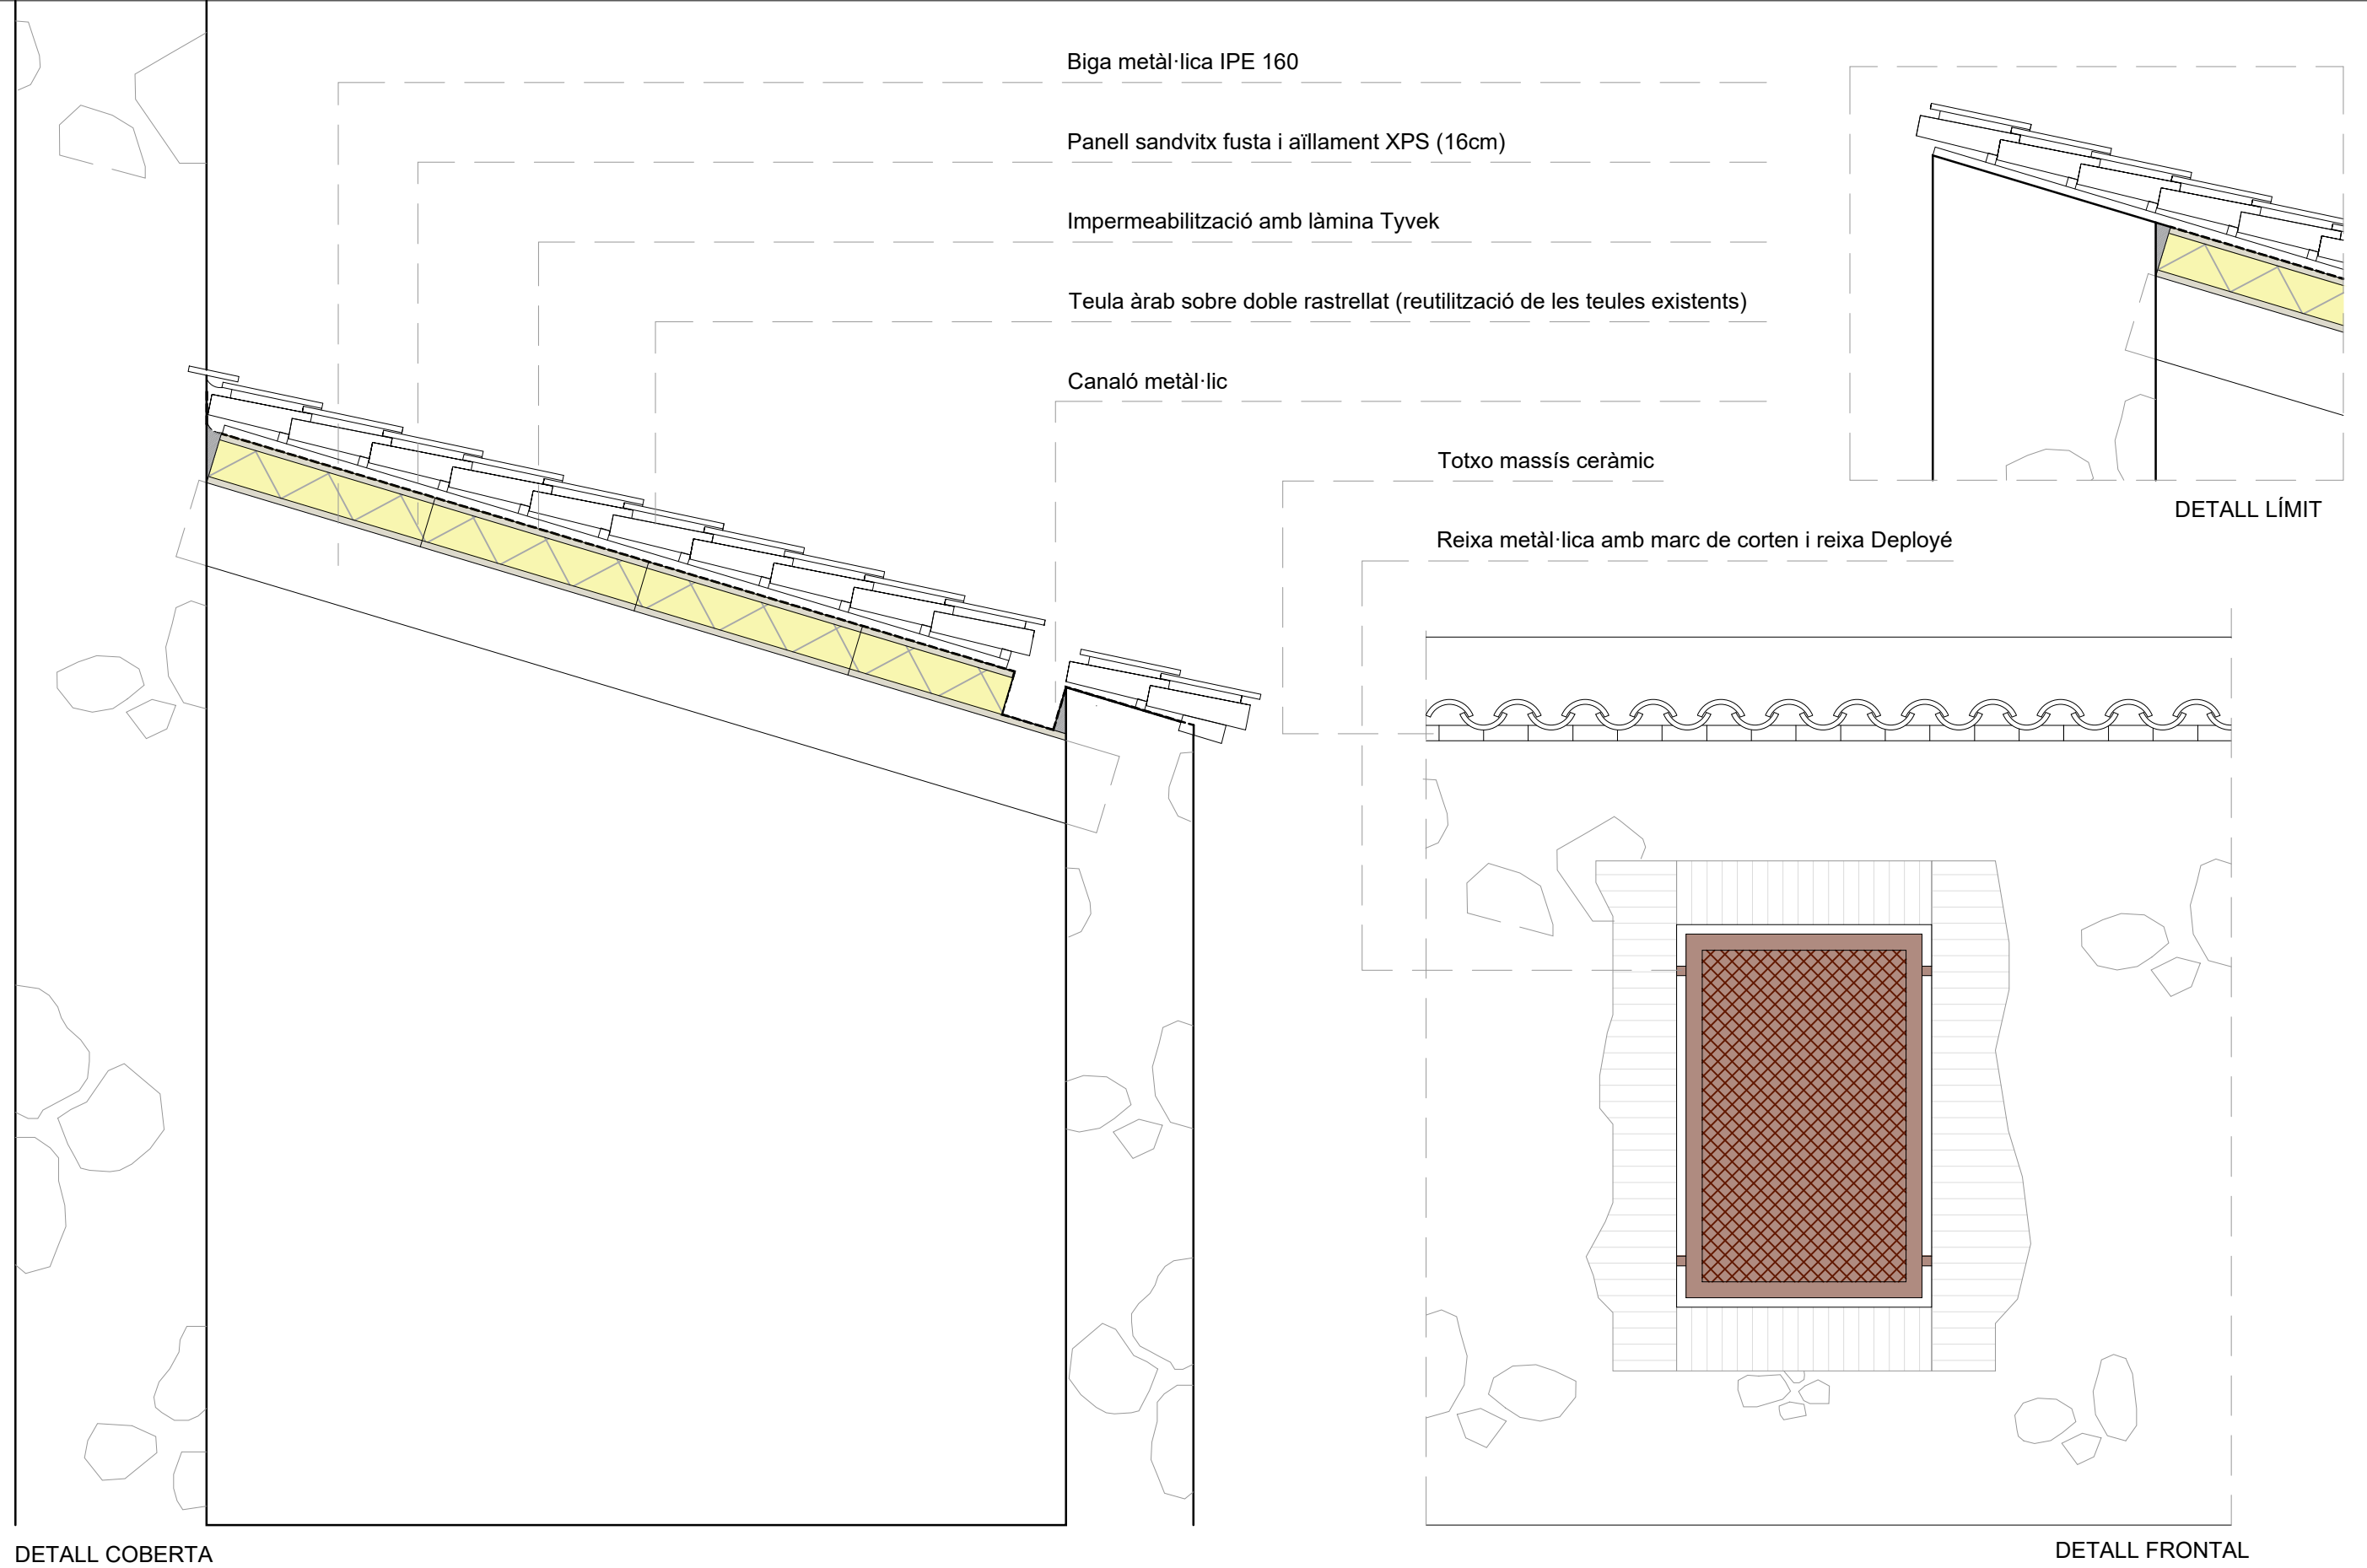 Biga metàl·lica IPE 160
Panell sandvitx fusta i aïllament XPS (16cm)
Impermeabilització amb làmina Tyvek
Teula àrab sobre doble rastrellat (reutilització de les teules existents)
Canaló metàl·lic
Totxo massís ceràmic
DETALL LÍMIT
Reixa metàl·lica amb marc de corten i reixa Deployé
DETALL COBERTA
DETALL FRONTAL